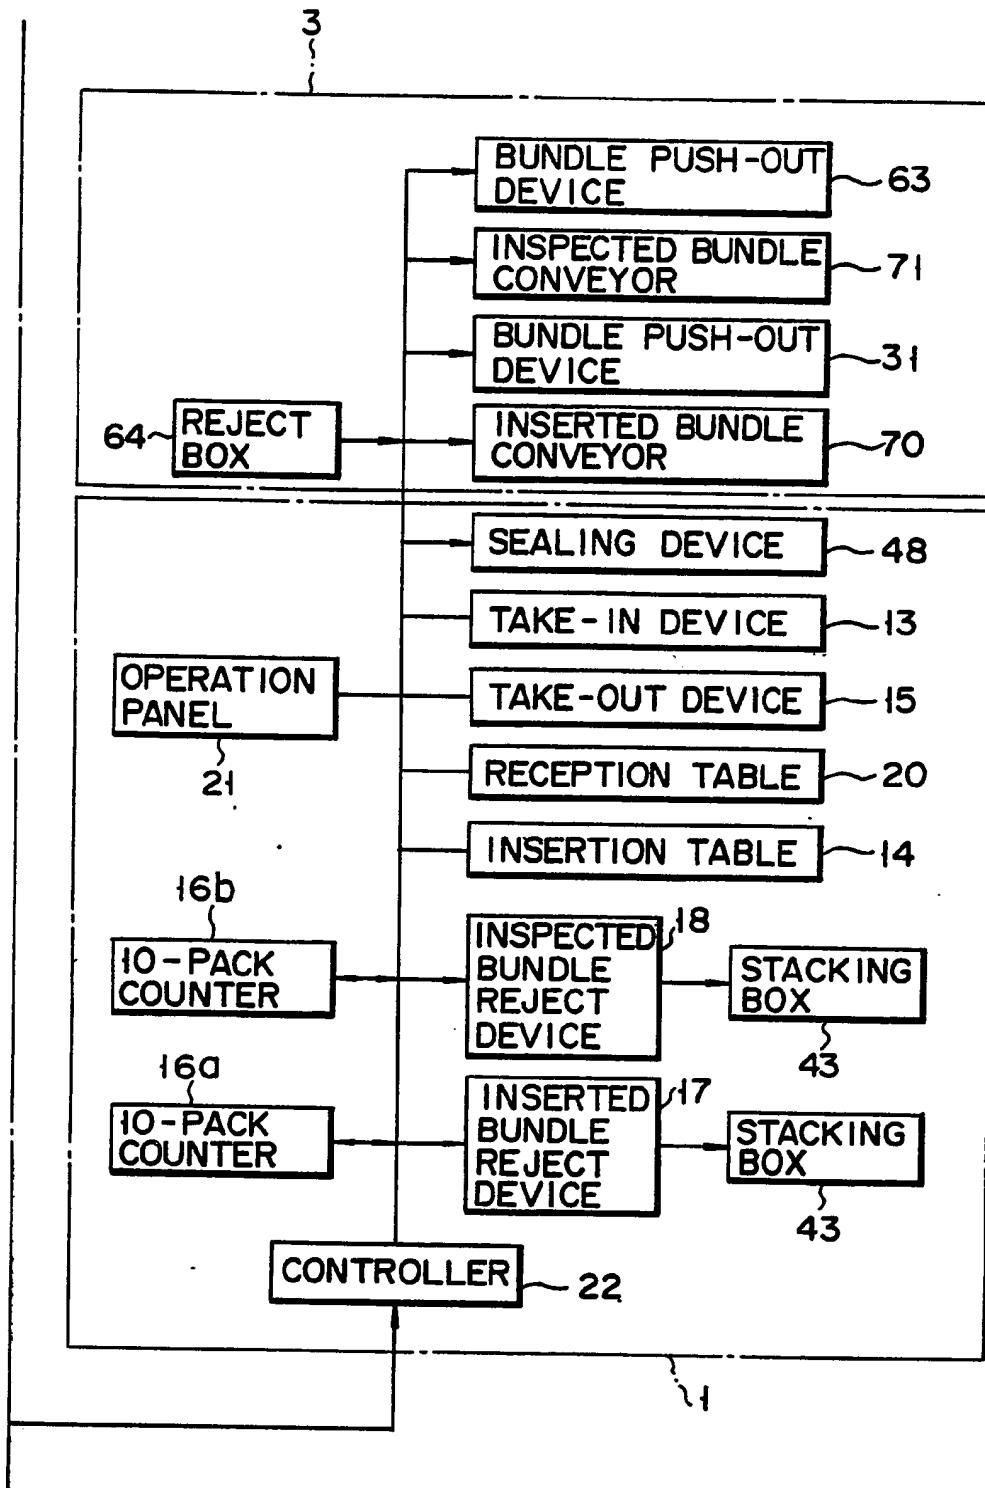 3
BUNDLE PUSH-OUT
DEVICE
63
INSPECTED BUNDLE
CONVEYOR
71
BUNDLE PUSH-OUT
DEVICE
31
64
REJECT
BOX
INSERTED BUNDLE
CONVEYOR
70
SEALING DEVICE
48
TAKE-IN DEVICE
13
OPERATION
PANEL
21
TAKE-OUT DEVICE
15
RECEPTION TABLE
20
INSERTION TABLE
14
16b
10-PACK
COUNTER
INSPECTED
BUNDLE
REJECT
DEVICE
18
STACKING
BOX
43
16a
10-PACK
COUNTER
INSERTED
BUNDLE
REJECT
DEVICE
17
STACKING
BOX
43
CONTROLLER
22
1